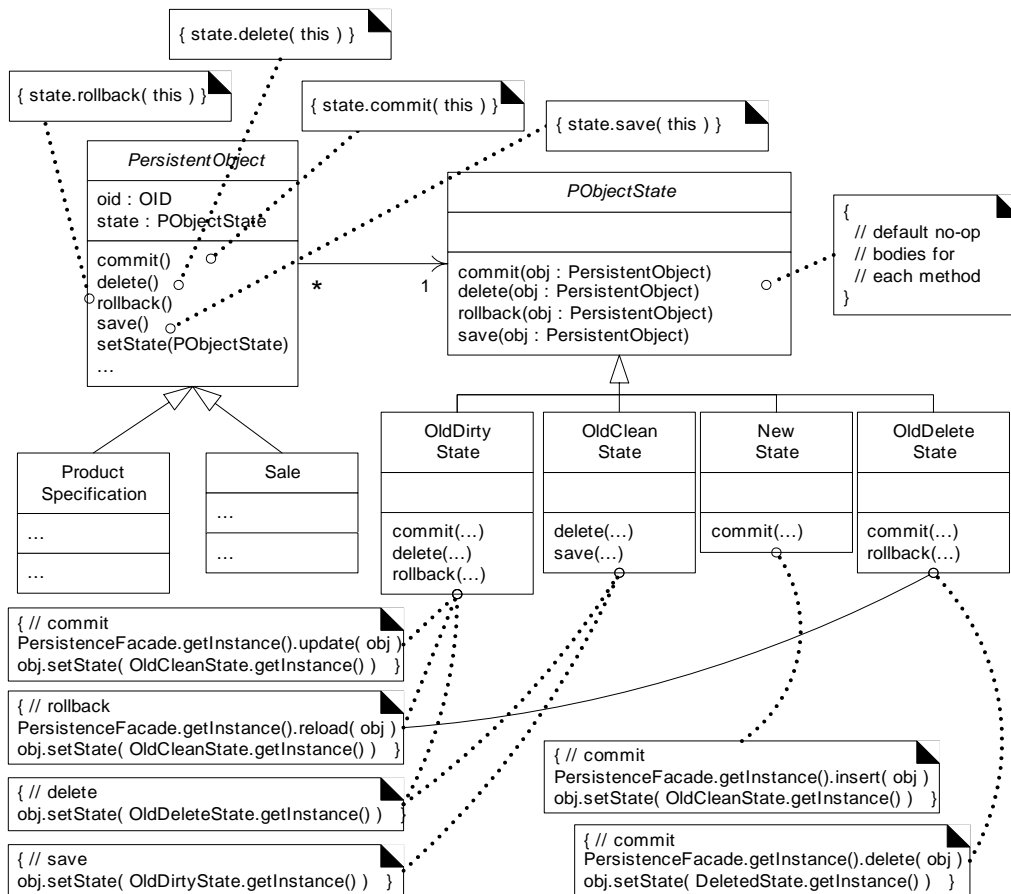 { state.delete( this ) }
{ state.rollback( this ) }
{ state.commit( this ) }
{ state.save( this ) }
PersistentObject
oid : OID
state : PObjectState
commit()
delete()
rollback()
save()
setState(PObjectState)
...
*
1
PObjectState
commit(obj : PersistentObject)
delete(obj : PersistentObject)
rollback(obj : PersistentObject)
save(obj : PersistentObject)
{
// default no-op
// bodies for
// each method
}
Product
Specification
...
...
Sale
...
...
OldDirty
State
commit(...)
delete(...)
rollback(...)
OldClean
State
delete(...)
save(...)
New
State
commit(...)
OldDelete
State
commit(...)
rollback(...)
{ // commit
PersistenceFacade.getInstance().update( obj )
obj.setState( OldCleanState.getInstance() ) }
{ // rollback
PersistenceFacade.getInstance().reload( obj )
obj.setState( OldCleanState.getInstance() ) }
{ // delete
obj.setState( OldDeleteState.getInstance() ) }
{ // save
obj.setState( OldDirtyState.getInstance() ) }
{ // commit
PersistenceFacade.getInstance().insert( obj )
obj.setState( OldCleanState.getInstance() ) }
{ // commit
PersistenceFacade.getInstance().delete( obj )
obj.setState( DeletedState.getInstance() ) }